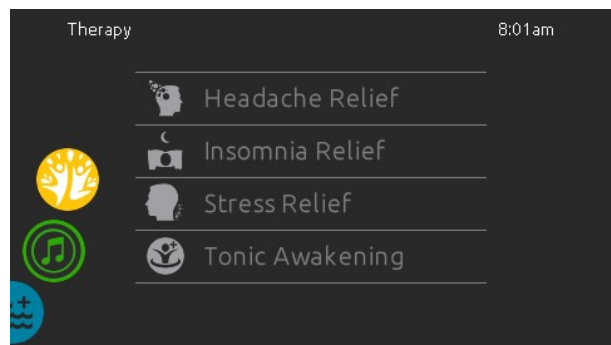 Therapy
8:01am
Headache Relief
Insomnia Relief
Stress Relief
Tonic Awakening